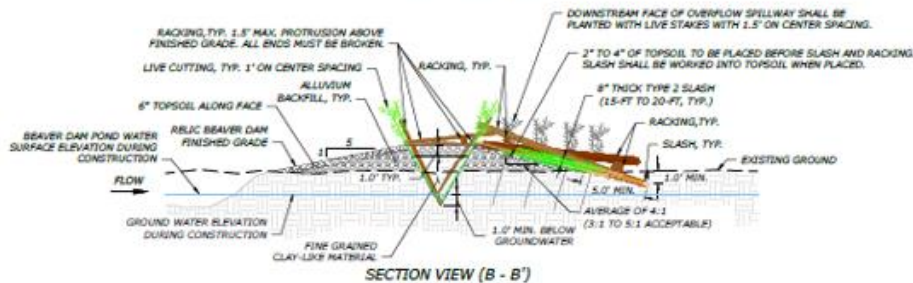 RACKING,TYP. 1.5' MAX. PROTRUSION ABOVE
FINISHED GRADE. ALL ENDS MUST BE BROKEN.
LIVE CUTTING, TYP. 1' ON CENTER SPACING
ALLUVIUM
BACKFILL, TYP.
6" TOPSOIL ALONG FACE
RELIC BEAVER DAM
FINISHED GRADE
BEAVER DAM POND WATER
SURFACE ELEVATION DURING
CONSTRUCTION
FLOW
GROUND WATER ELEVATION
DURING CONSTRUCTION
FINE GRAINED
CLAY-LIKE MATERIAL
1
5
1.0' TYP.
RACKING, TYP.
DOWNSTREAM FACE OF OVERFLOW SPILLWAY SHALL BE
PLANTED WITH LIVE STAKES WITH 1.5' ON CENTER SPACING.
2" TO 4" OF TOPSOIL TO BE PLACED BEFORE SLASH AND RACKING
SLASH SHALL BE WORKED INTO TOPSOIL WHEN PLACED.
8" THICK TYPE 2 SLASH
(15-FT TO 20-FT, TYP.)
RACKING,TYP.
SLASH, TYP.
EXISTING GROUND
1.0' MIN.
5.0' MIN.
AVERAGE OF 4:1
(3:1 TO 5:1 ACCEPTABLE)
1.0' MIN. BELOW
GROUNDWATER
SECTION VIEW (B - B')